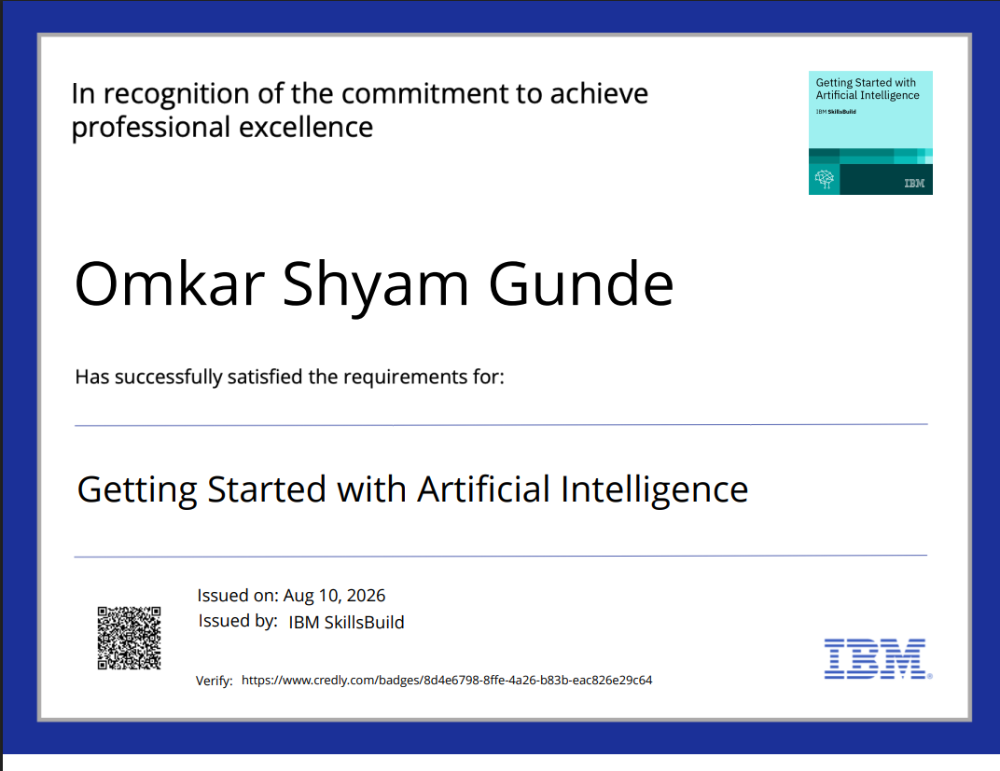 In recognition of the commitment to achieve
professional excellence
Getting Started with
Artificial Intelligence
IBM SkillsBuild
IBM
Omkar Shyam Gunde
Has successfully satisfied the requirements for:
Getting Started with Artificial Intelligence
Issued on: Aug 10, 2026
Issued by: IBM SkillsBuild
Verify: https://www.credly.com/badges/8d4e6798-8ffe-4a26-b83b-eac826e29c64
IBM®